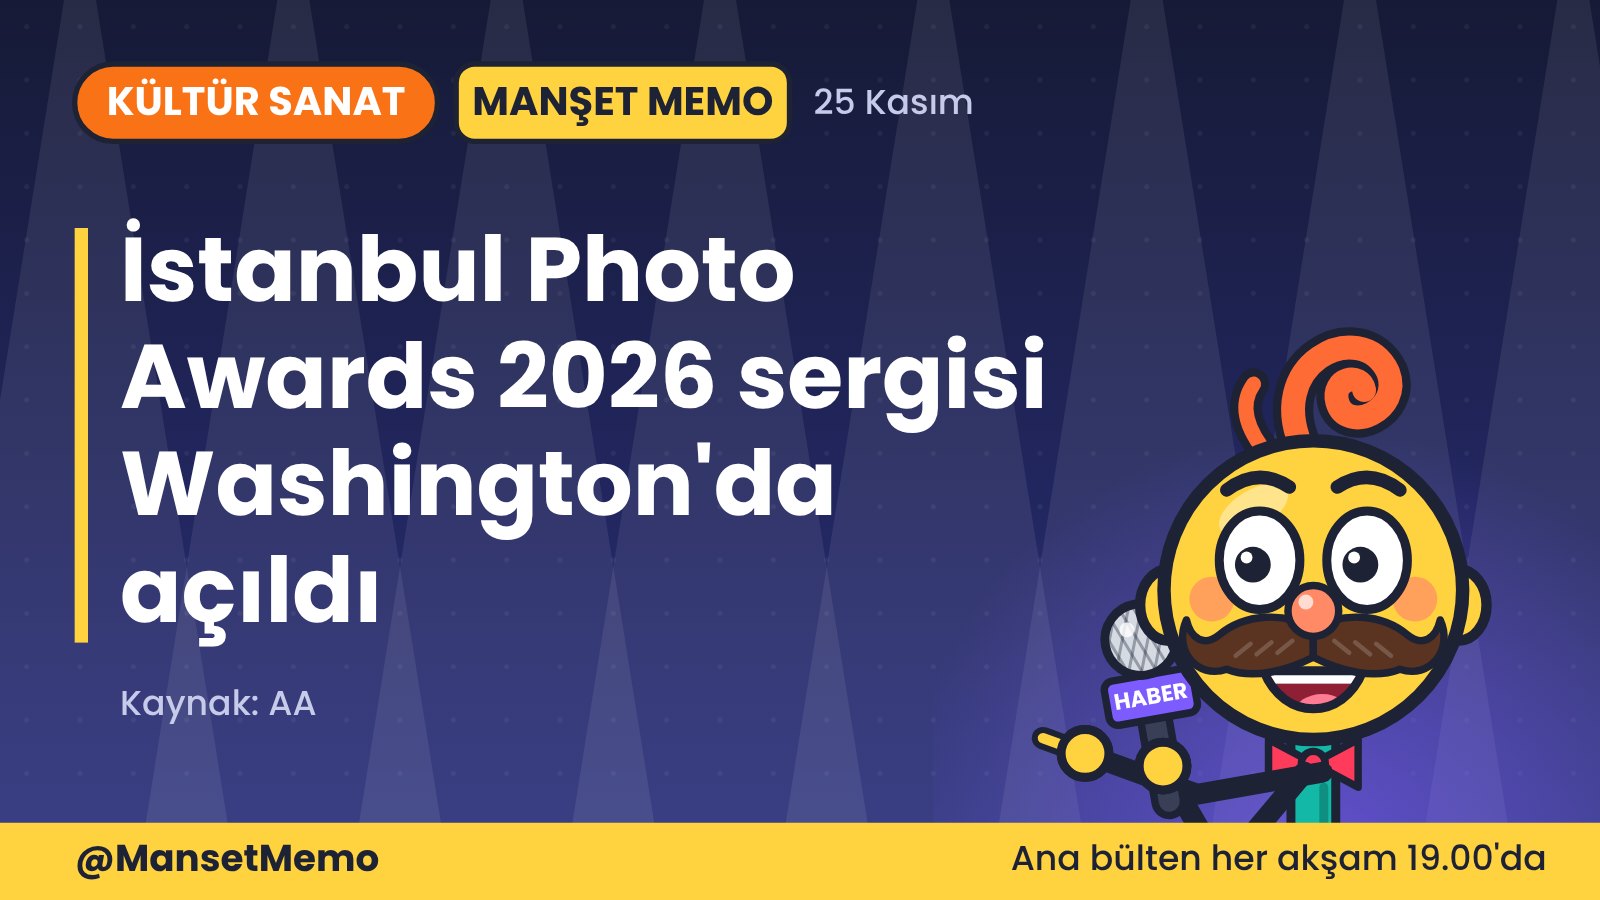 KÜLTÜR SANAT MANŞET MEMO 25 Kasım
İstanbul Photo
Awards 2026 sergisi
Washington'da
açıldı
Kaynak: AA
HABER
@MansetMemo Ana bülten her akşam 19.00'da